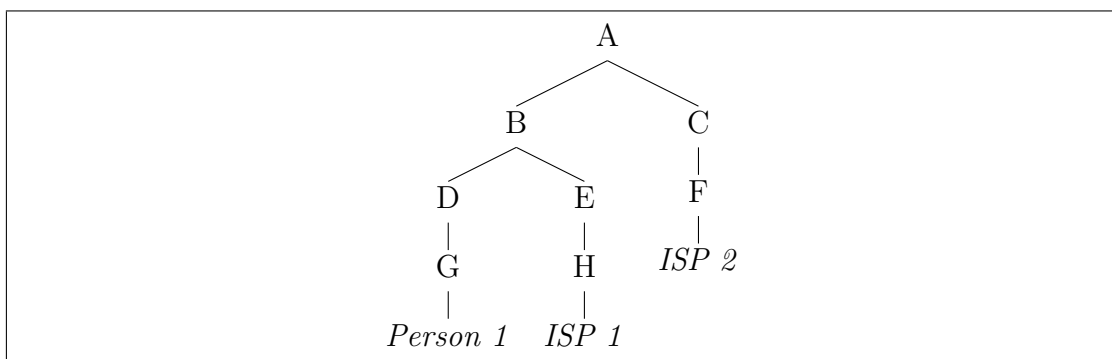 A
B C
D E F
G H ISP 2
Person 1 ISP 1